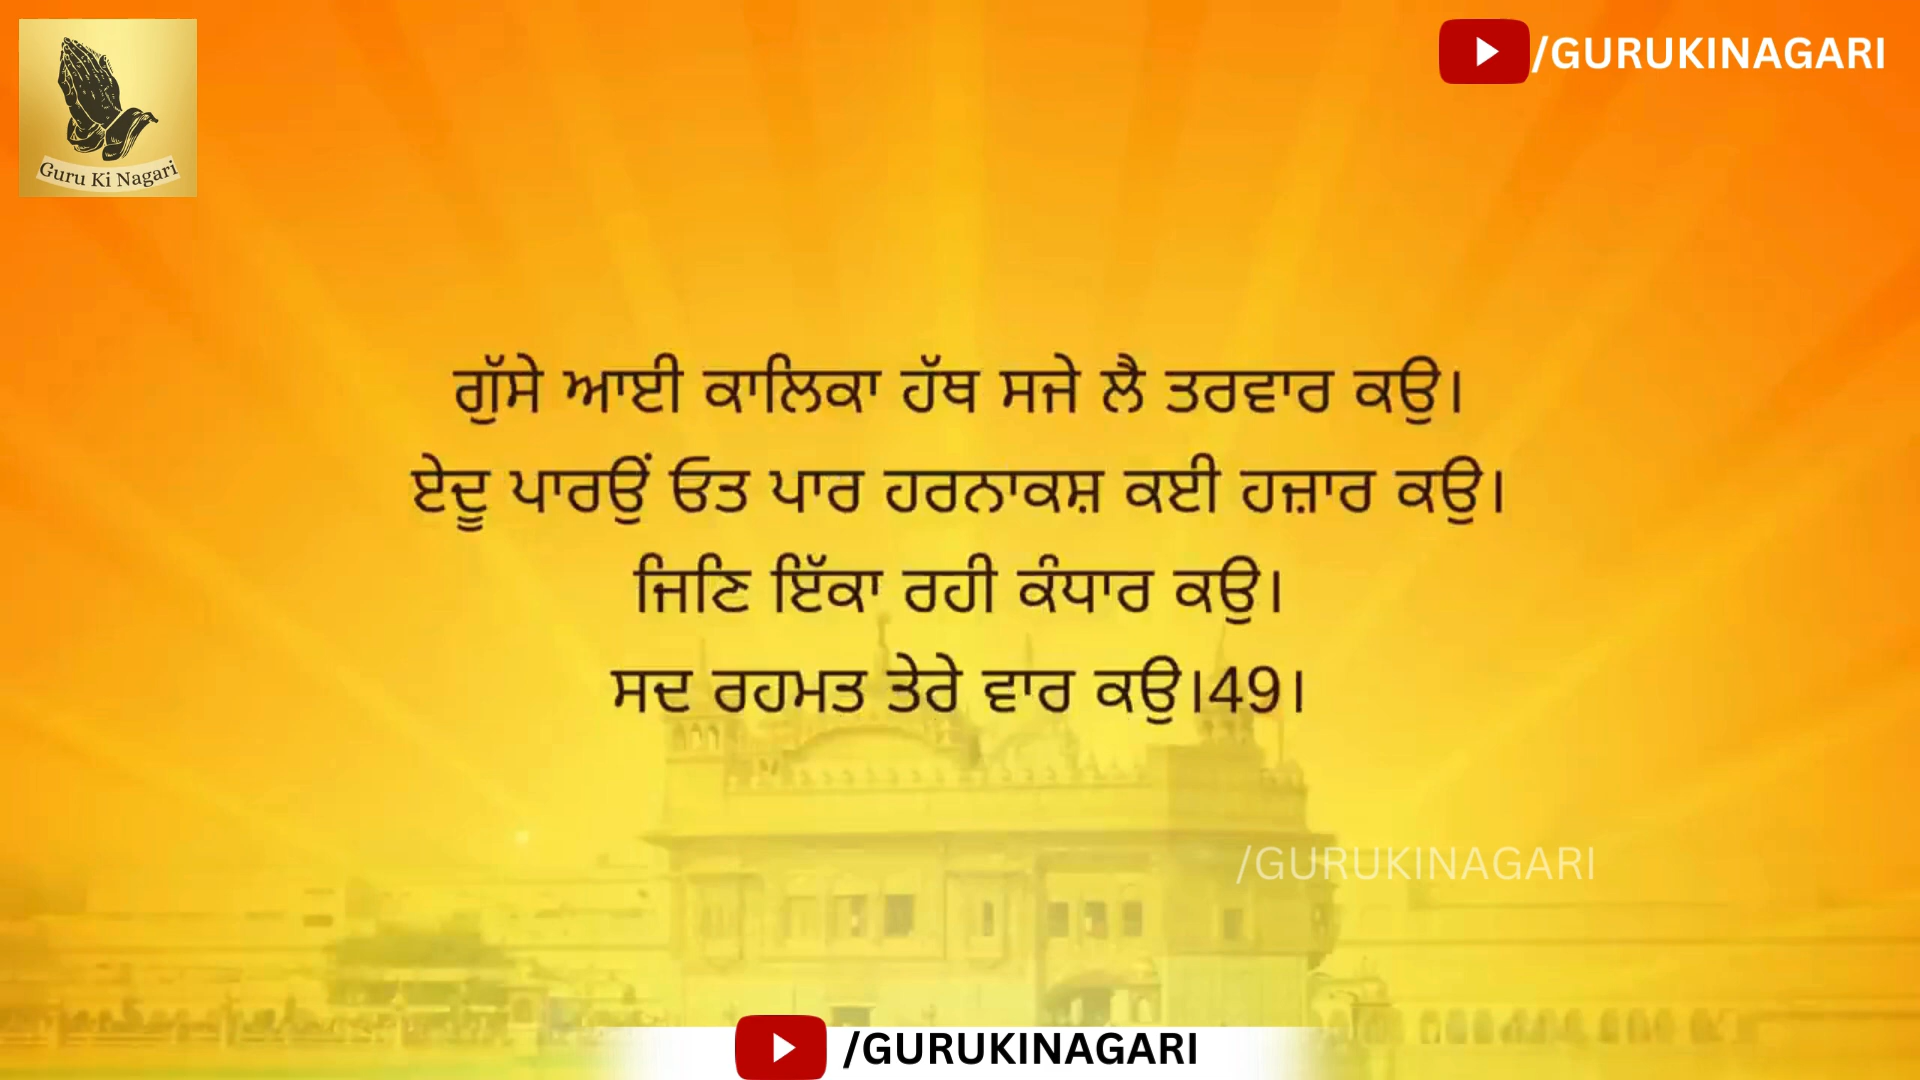 Guru Ki Nagari
/GURUKINAGARI
ਗੁੱਸੇ ਆਈ ਕਾਲਿਕਾ ਹੱਥ ਸਜੇ ਲੈ ਤਰਵਾਰ ਕਉ।
ਏਦੂ ਪਾਰਉਂ ਓਤ ਪਾਰ ਹਰਨਾਕਸ਼ ਕਈ ਹਜ਼ਾਰ ਕਉ।
ਜਿਣਿ ਇੱਕਾ ਰਹੀ ਕੰਧਾਰ ਕਉ।
ਸਦ ਰਹਮਤ ਤੇਰੇ ਵਾਰ ਕਉ।49।
/GURUKINAGARI
/GURUKINAGARI